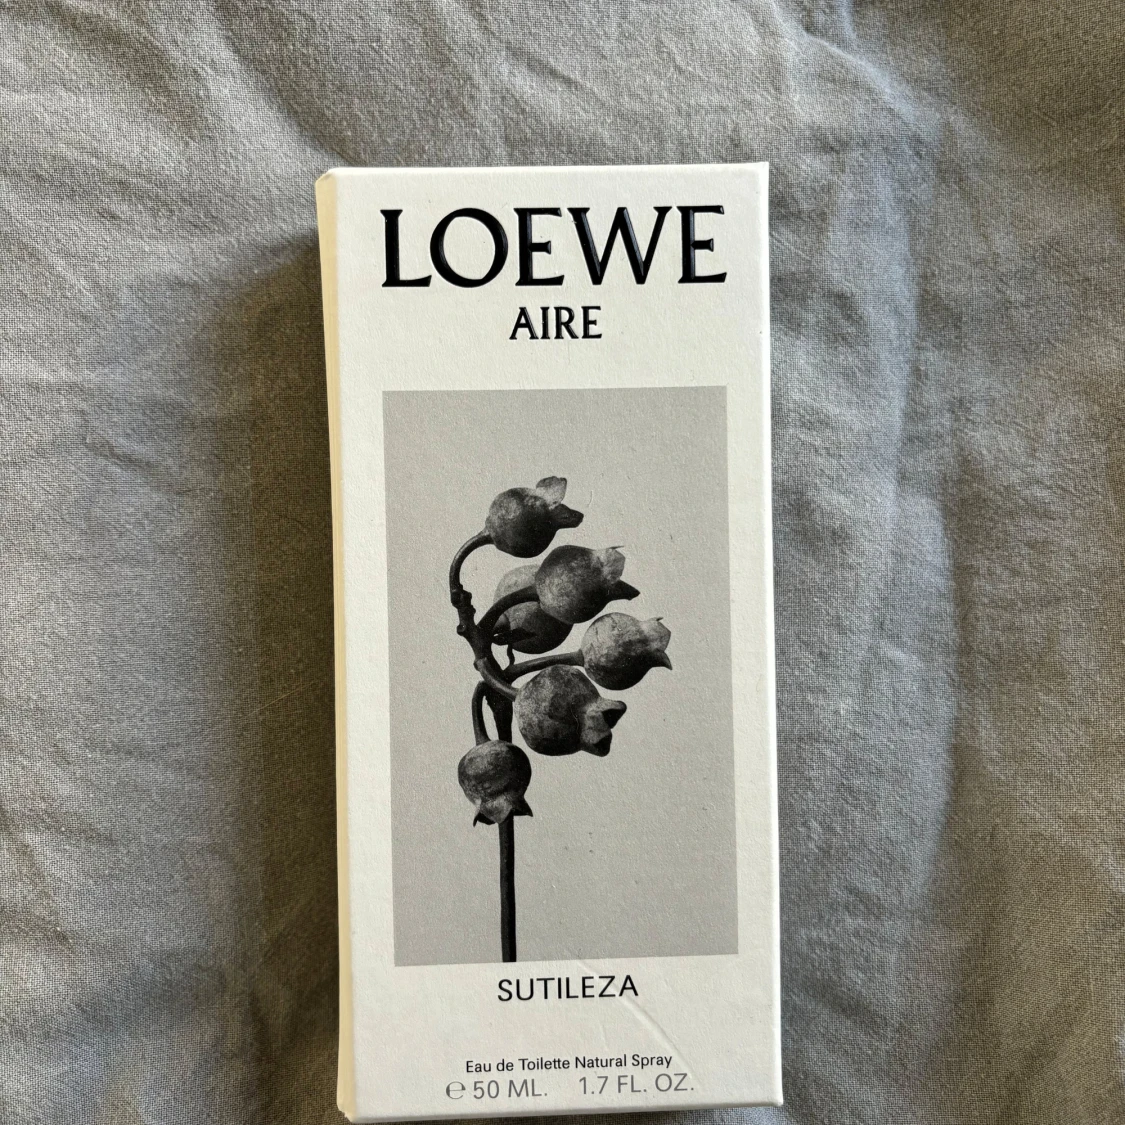 LOEWE
AIRE
SUTILEZA
Eau de Toilette Natural Spray
℮ 50 ML. 1.7 FL. OZ.